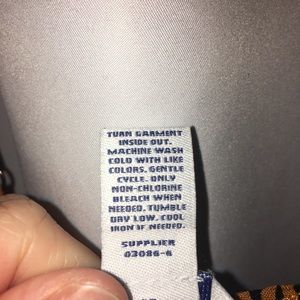 TURN GARMENT
INSIDE OUT.
MACHINE WASH
COLD WITH LIKE
COLORS. GENTLE
CYCLE. ONLY
NON-CHLORINE
BLEACH WHEN
NEEDED. TUMBLE
DRY LOW. COOL
IRON IF NEEDED.
SUPPLIER
03086-6